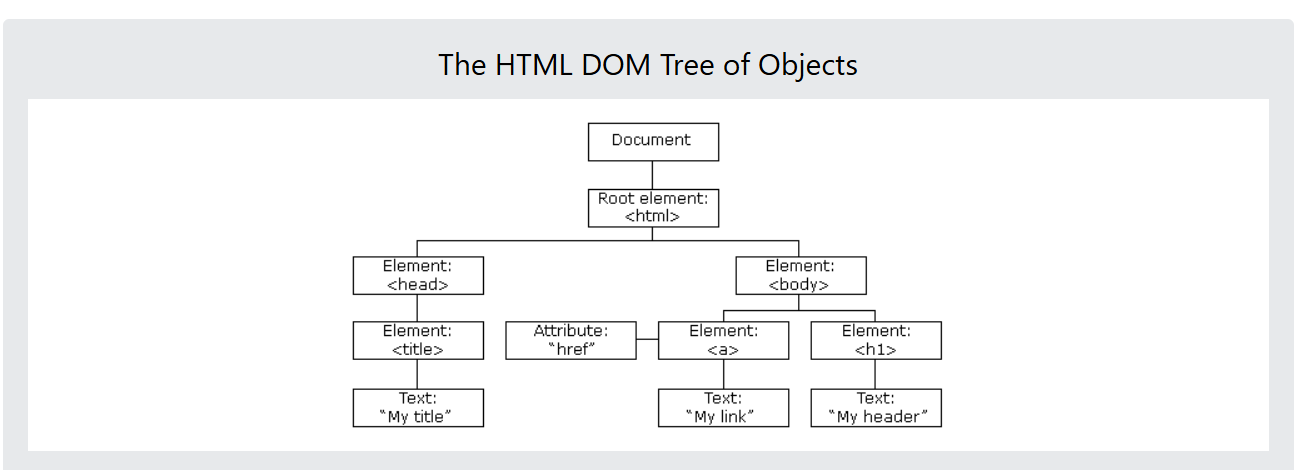 The HTML DOM Tree of Objects
Document
Root element:
<html>
Element:
<head>
Element:
<body>
Element:
<title>
Attribute:
“href”
Element:
<a>
Element:
<h1>
Text:
“My title”
Text:
“My link”
Text:
“My header”